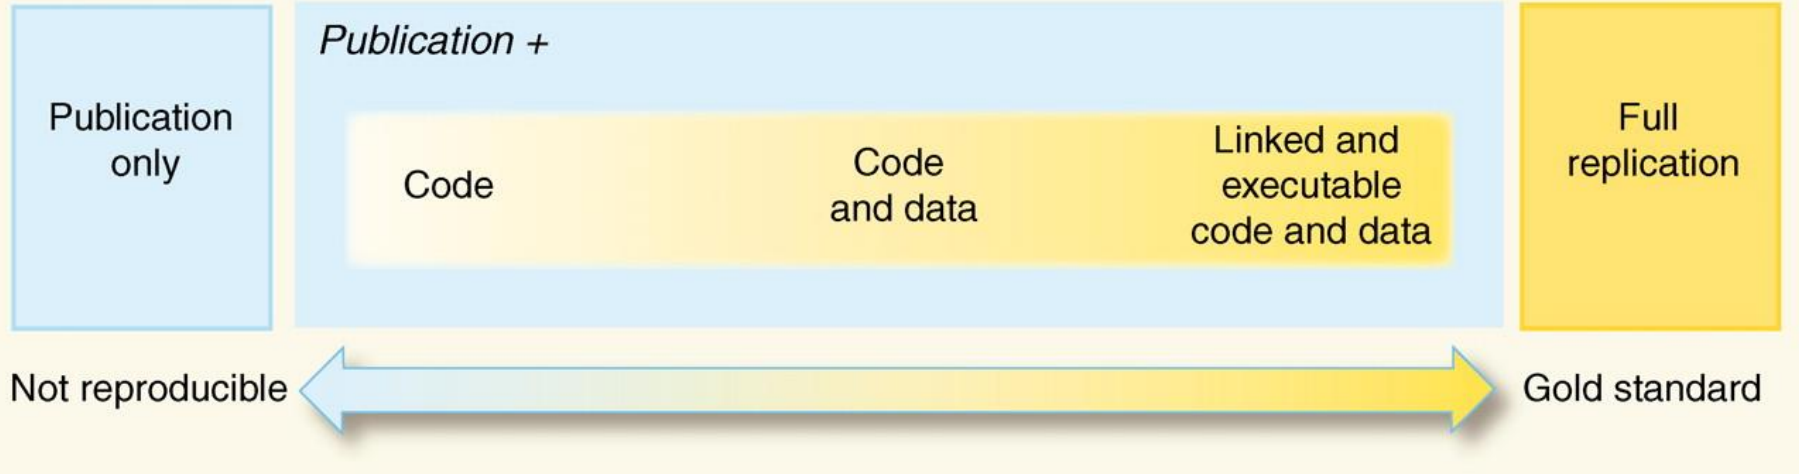 Publication
only
Publication +
Code
Code
and data
Linked and
executable
code and data
Full
replication
Not reproducible
Gold standard